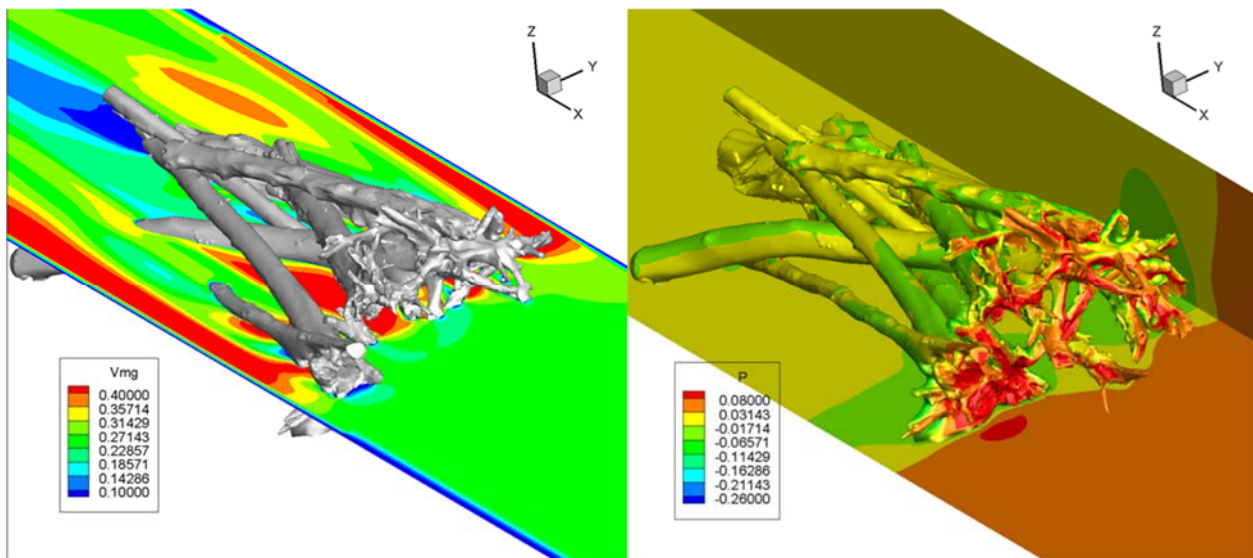 Z
Y
X
Vmg
0.40000
0.35714
0.31429
0.27143
0.22857
0.18571
0.14286
0.10000
Z
Y
X
P
0.08000
0.03143
-0.01714
-0.06571
-0.11429
-0.16286
-0.21143
-0.26000